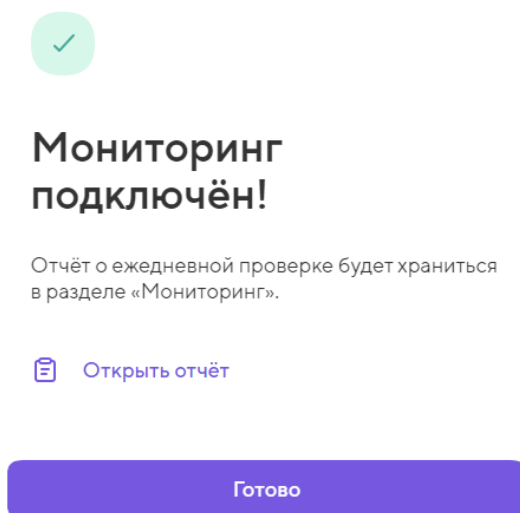 Мониторинг
подключён!
Отчёт о ежедневной проверке будет храниться
в разделе «Мониторинг».
Открыть отчёт
Готово